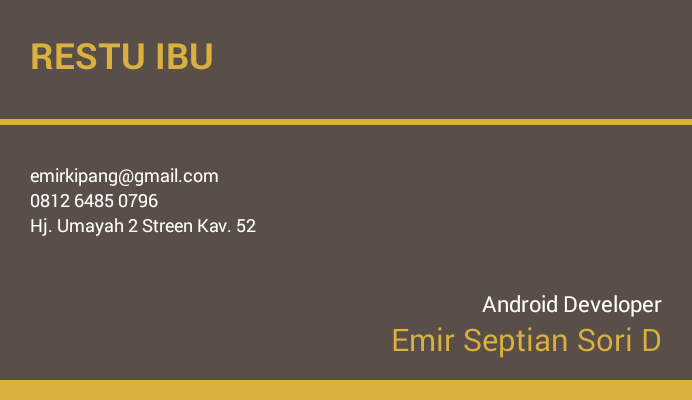 RESTU IBU
emirkipang@gmail.com
0812 6485 0796
Hj. Umayah 2 Streen Kav. 52
Android Developer
Emir Septian Sori D